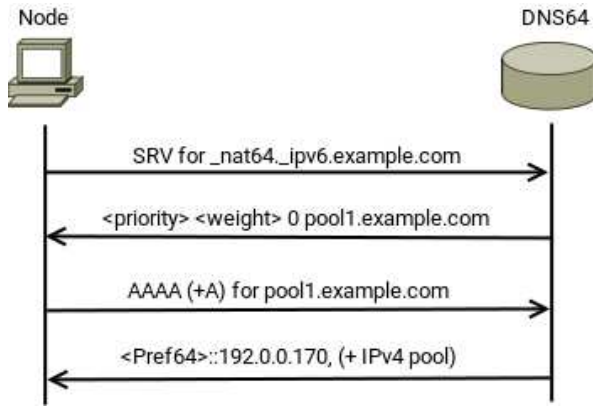 Node
DNS64
SRV for _nat64._ipv6.example.com
<priority> <weight> 0 pool1.example.com
AAAA (+A) for pool1.example.com
<Pref64>::192.0.0.170, (+ IPv4 pool)